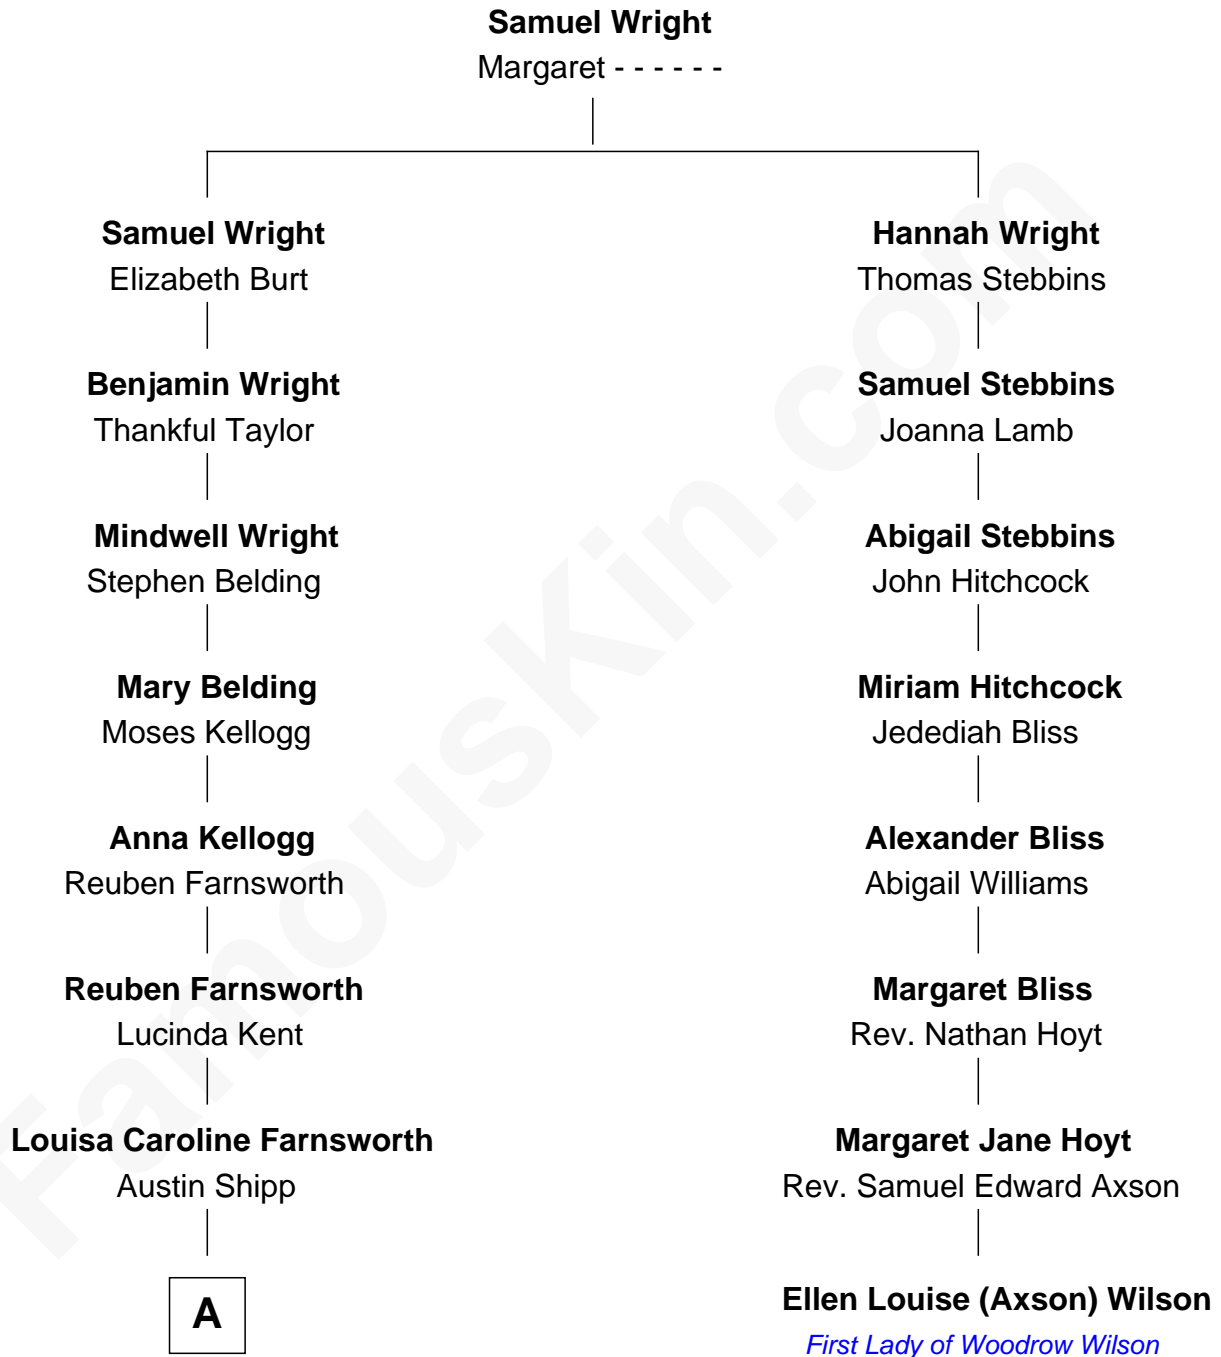 Samuel Wright
Margaret - - - - - -
Samuel Wright
Elizabeth Burt
Benjamin Wright
Thankful Taylor
Mindwell Wright
Stephen Belding
Mary Belding
Moses Kellogg
Anna Kellogg
Reuben Farnsworth
Reuben Farnsworth
Lucinda Kent
Louisa Caroline Farnsworth
Austin Shipp
A
Hannah Wright
Thomas Stebbins
Samuel Stebbins
Joanna Lamb
Abigail Stebbins
John Hitchcock
Miriam Hitchcock
Jedediah Bliss
Alexander Bliss
Abigail Williams
Margaret Bliss
Rev. Nathan Hoyt
Margaret Jane Hoyt
Rev. Samuel Edward Axson
Ellen Louise (Axson) Wilson
First Lady of Woodrow Wilson
FamousKin.com